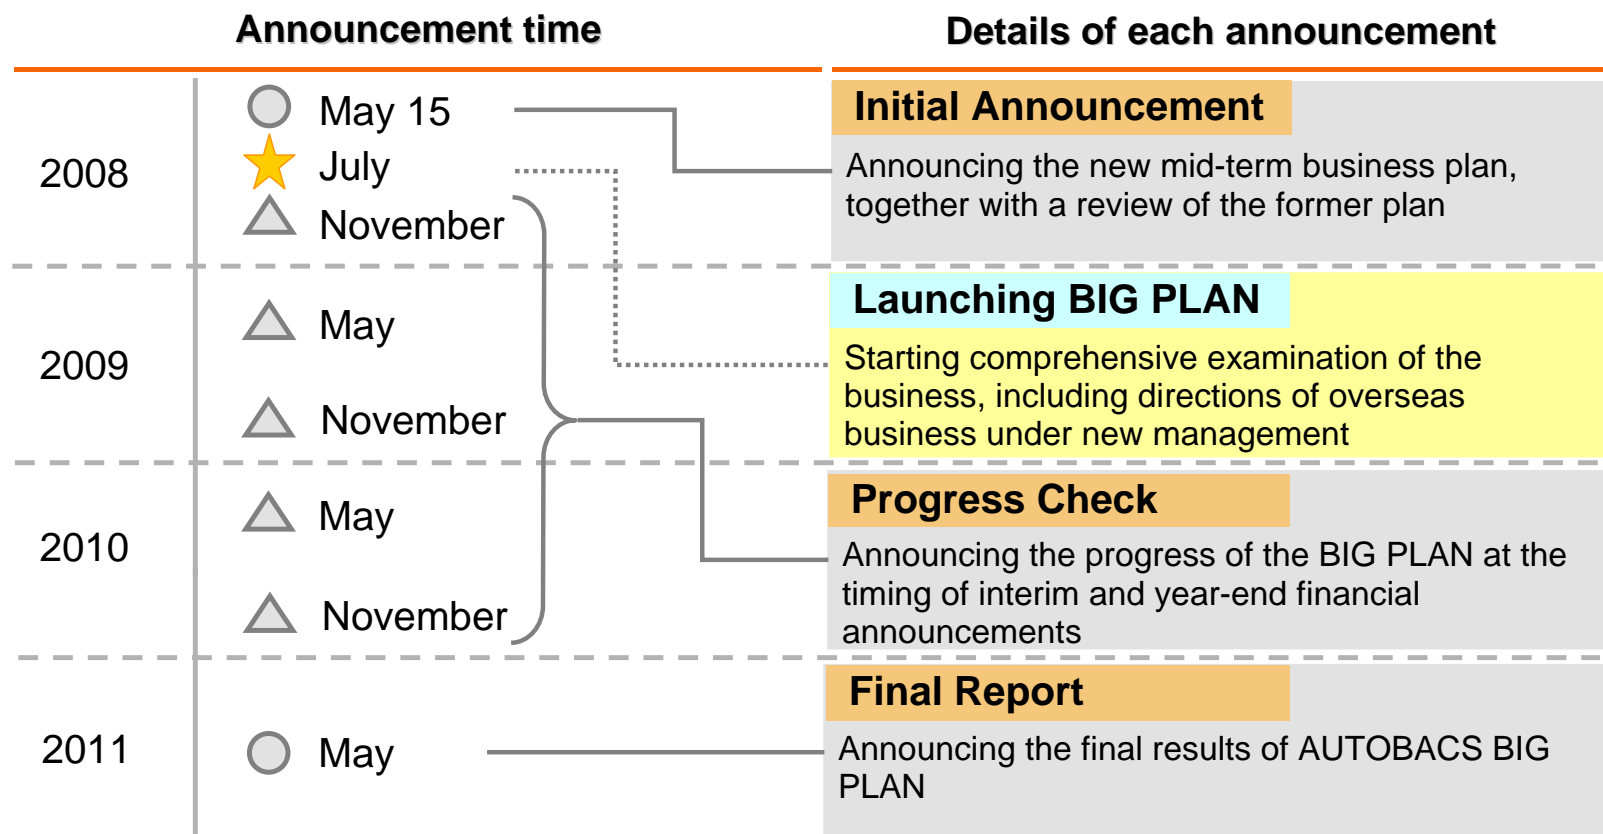 Announcement time
Details of each announcement
2008
May 15
July
November
Initial Announcement
Announcing the new mid-term business plan,
together with a review of the former plan
2009
May
November
Launching BIG PLAN
Starting comprehensive examination of the
business, including directions of overseas
business under new management
2010
May
November
Progress Check
Announcing the progress of the BIG PLAN at the
timing of interim and year-end financial
announcements
2011
May
Final Report
Announcing the final results of AUTOBACS BIG
PLAN